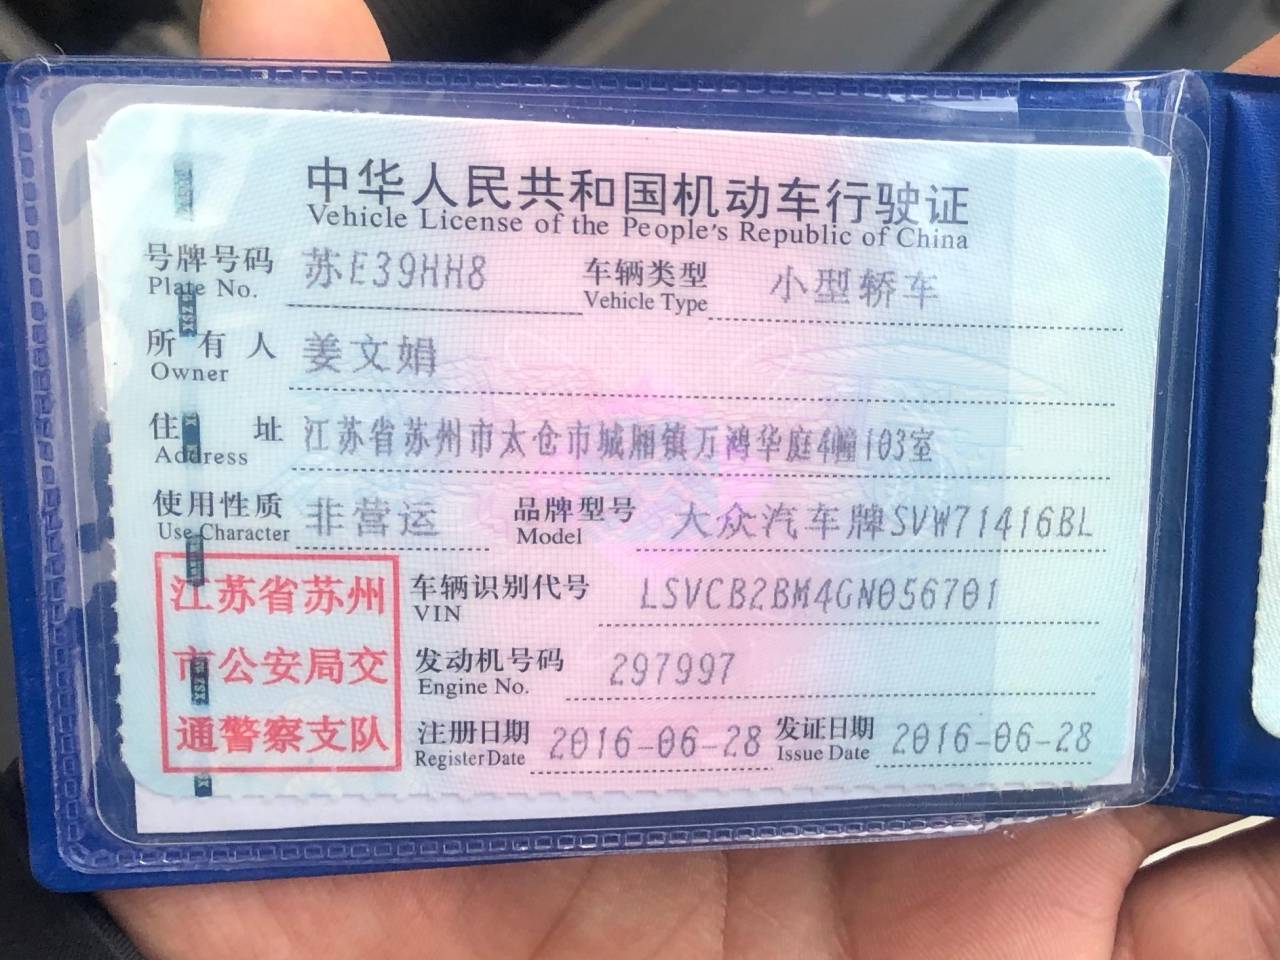 中华人民共和国机动车行驶证
Vehicle License of the People's Republic of China
号牌号码 苏E39HH8 车辆类型 小型轿车
Plate No. Vehicle Type
所有人 姜文娟
Owner
住址 江苏省苏州市太仓市城厢镇万鸿华庭4幢103室
Address
使用性质 非营运 品牌型号 大众汽车牌SVW71416BL
Use Character Model
江苏省苏州
市公安局交
通警察支队
车辆识别代号 LSVCB2BM4GN056701
VIN
发动机号码 297997
Engine No.
注册日期 2016-06-28 发证日期 2016-06-28
Register Date Issue Date